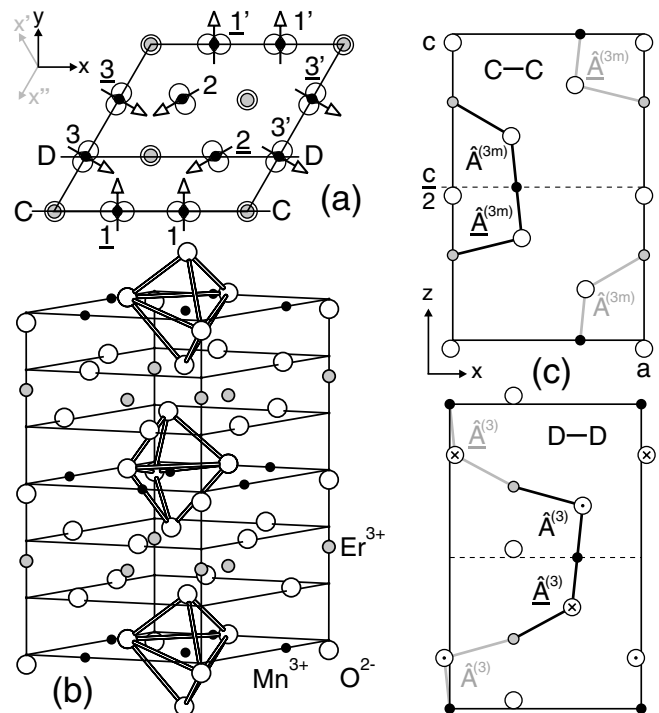 x'
y
x
x''
1'
1'
3
2
3'
3
2
3'
D
D
C
C
1
1
(a)
Er3+
Mn3+
O2-
(b)
c
C–C
Â(3m)
Â(3m)
c
2
Â(3m)
Â(3m)
z
x
(c)
a
D–D
Â(3)
Â(3)
Â(3)
Â(3)